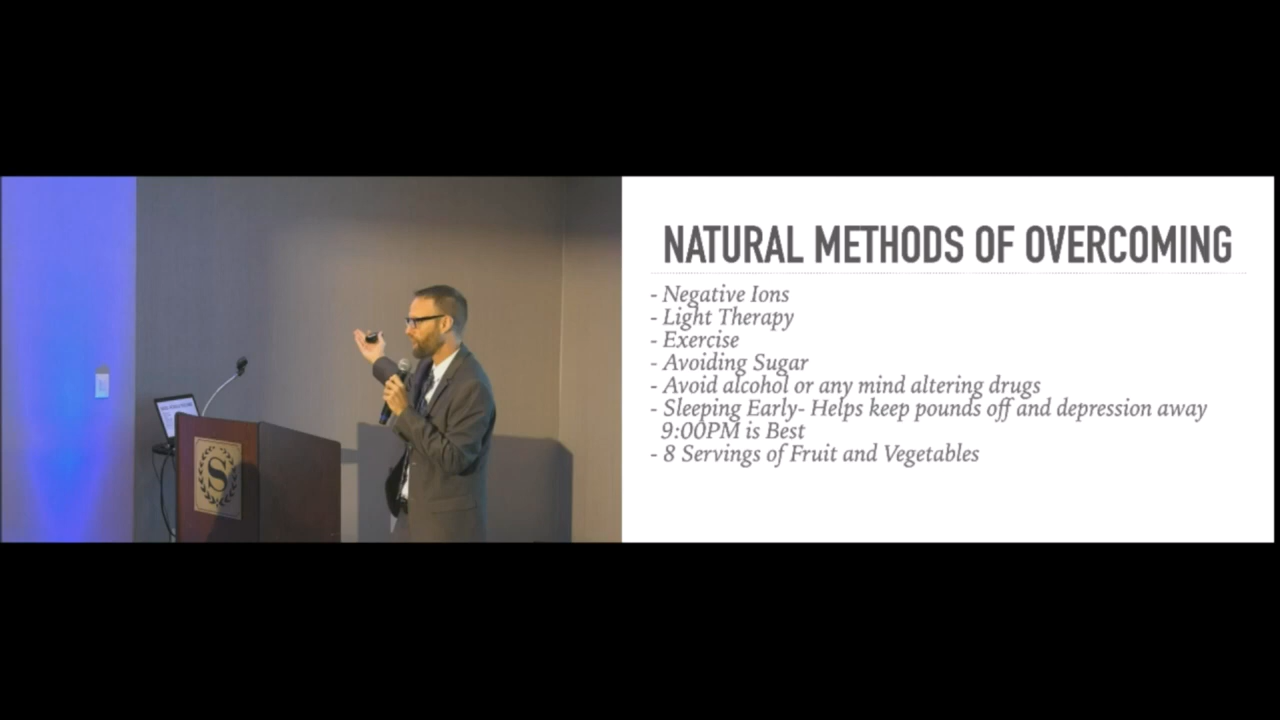 S
NATURAL METHODS OF OVERCOMING
- Negative Ions
- Light Therapy
- Exercise
- Avoiding Sugar
- Avoid alcohol or any mind altering drugs
- Sleeping Early- Helps keep pounds off and depression away
9:00PM is Best
- 8 Servings of Fruit and Vegetables